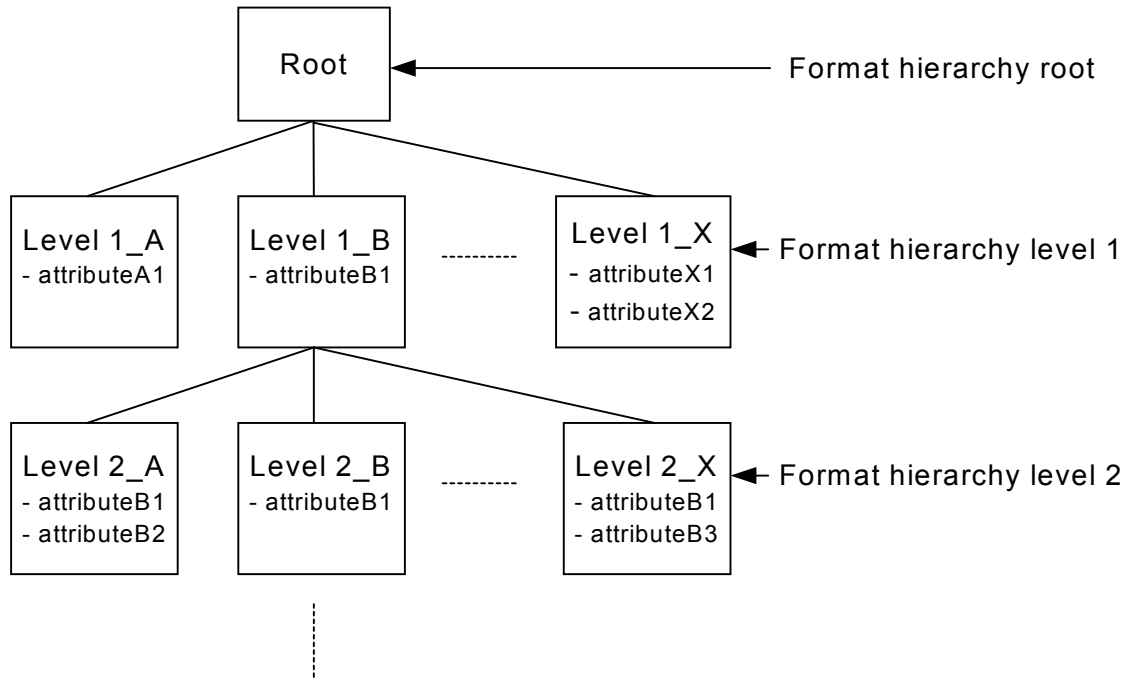 Root
Format hierarchy root
Level 1_A
- attributeA1
Level 1_B
- attributeB1
Level 1_X
- attributeX1
- attributeX2
Format hierarchy level 1
Level 2_A
- attributeB1
- attributeB2
Level 2_B
- attributeB1
Level 2_X
- attributeB1
- attributeB3
Format hierarchy level 2